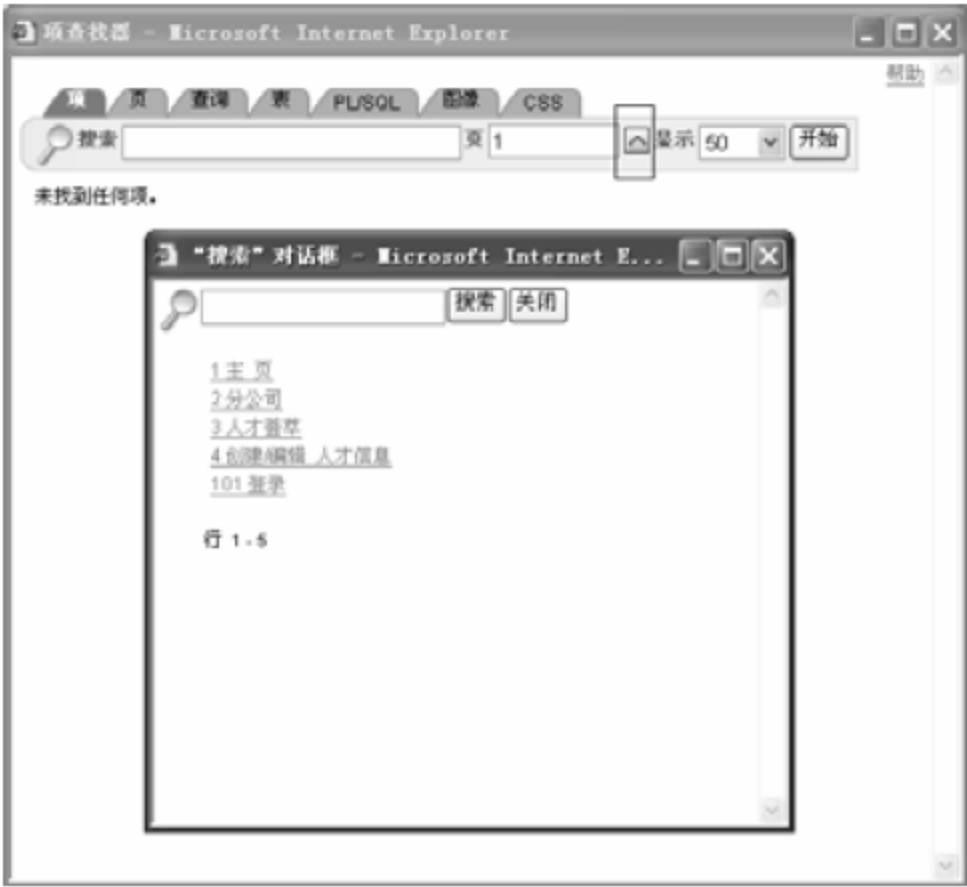 项查找器 - Microsoft Internet Explorer
帮助
项 页 查询 表 PL/SQL 图像 CSS
搜索 页 1 显示 50 开始
未找到任何项。
“搜索”对话框 - Microsoft Internet E...
搜索 关闭
1 主 页
2 分公司
3 人才荟萃
4 创建/编辑 人才信息
101 登录
行 1 - 5